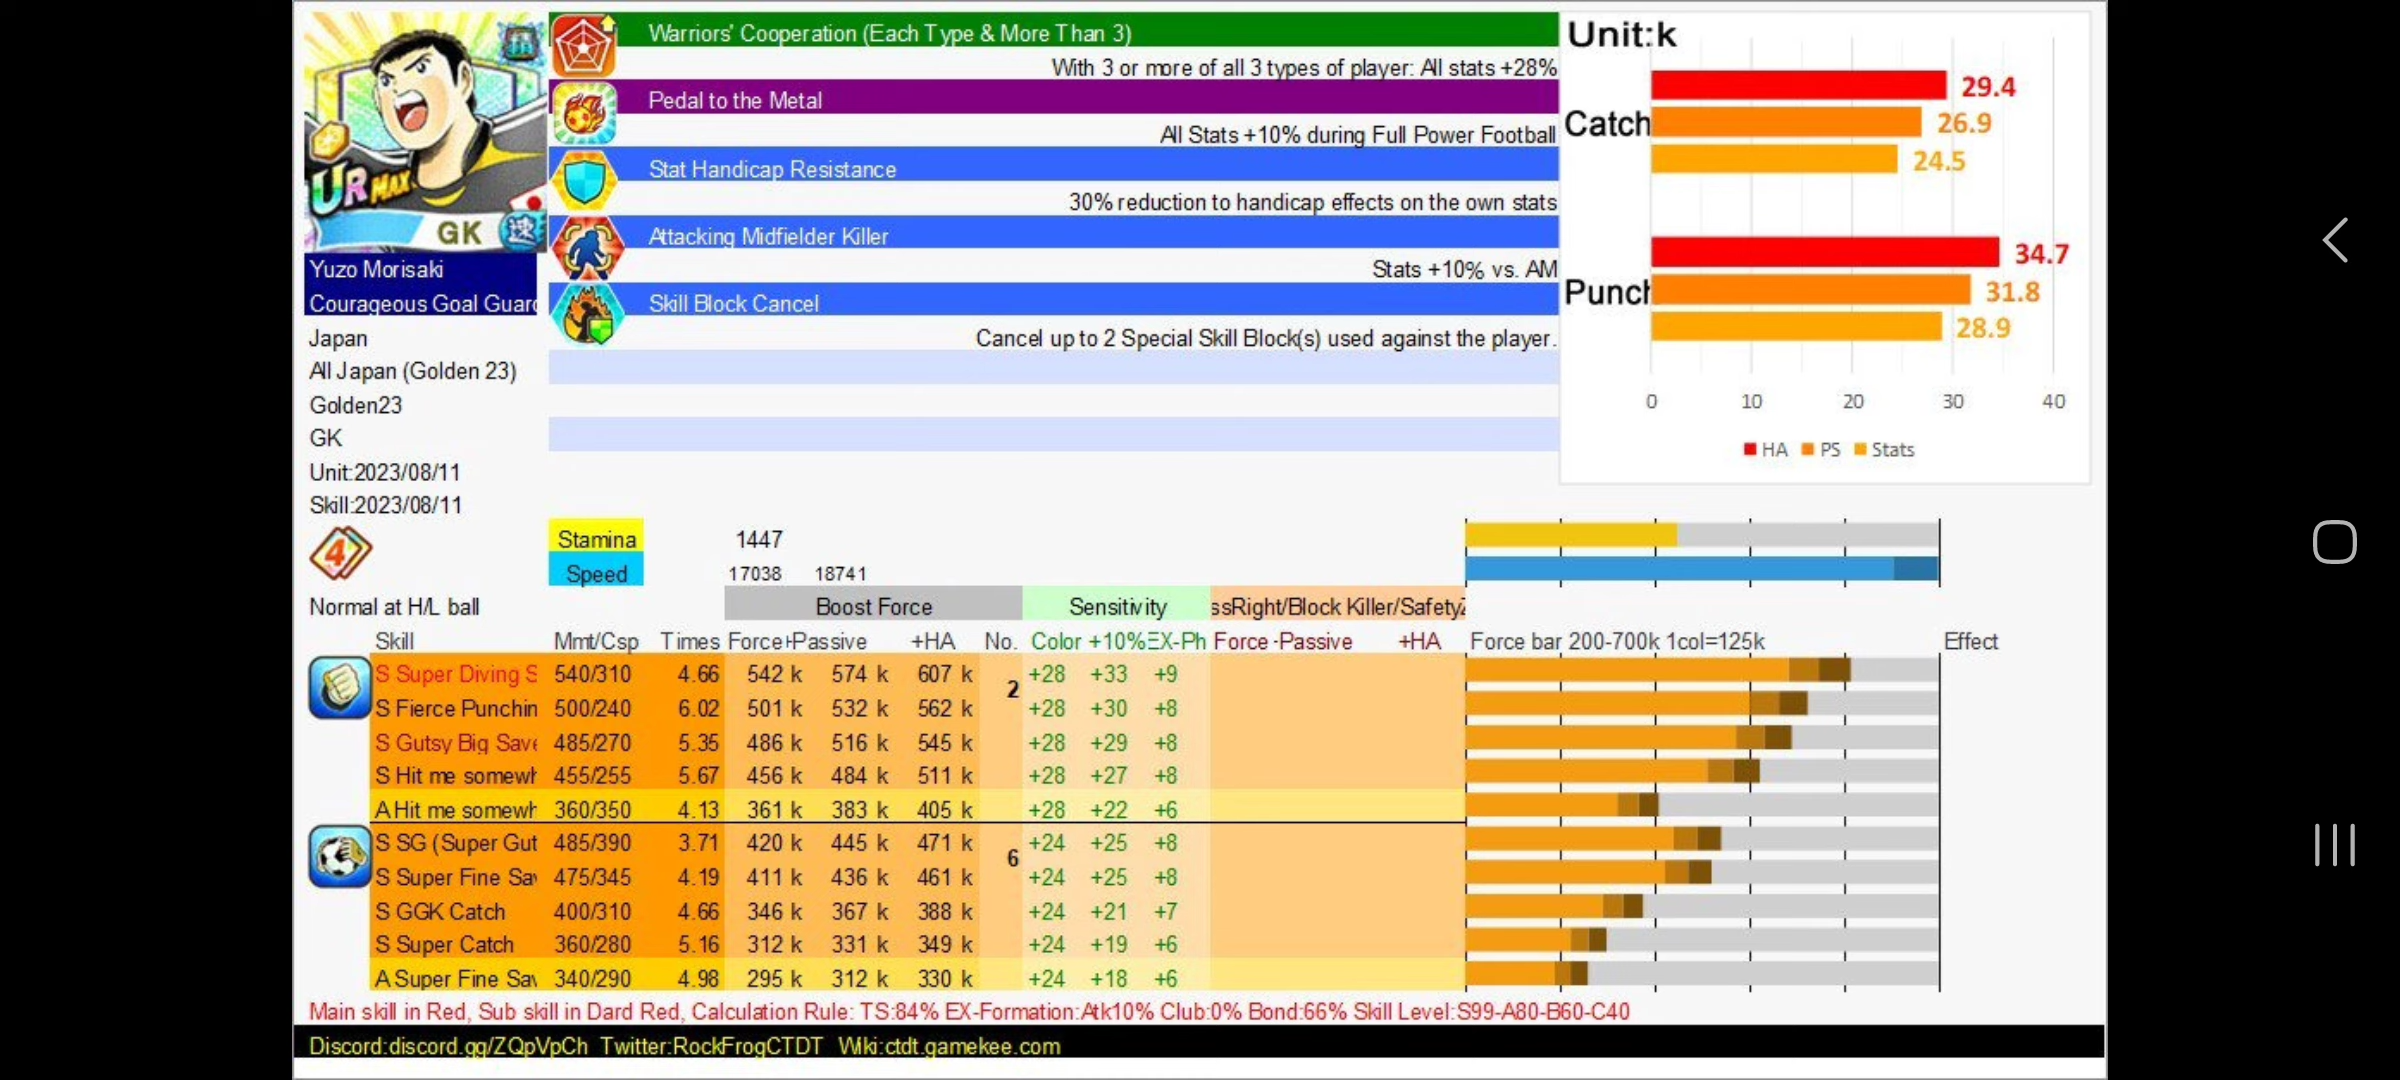 Warriors' Cooperation (Each Type & More Than 3)
With 3 or more of all 3 types of player: All stats +28%
Pedal to the Metal
All Stats +10% during Full Power Football
Stat Handicap Resistance
30% reduction to handicap effects on the own stats
Attacking Midfielder Killer
Stats +10% vs. AM
Skill Block Cancel
Cancel up to 2 Special Skill Block(s) used against the player.
UR MAX
GK
Yuzo Morisaki
Courageous Goal Guard
Japan
All Japan (Golden 23)
Golden23
GK
Unit:2023/08/11
Skill:2023/08/11
4
Normal at H/L ball
Unit:k
Catch
29.4
26.9
24.5
Punch
34.7
31.8
28.9
0 10 20 30 40
HA PS Stats
Stamina 1447
Speed 17038 18741
Boost Force Sensitivity ssRight/Block Killer/Safety
Skill Mmt/Csp Times Force+Passive +HA No. Color +10% EX-Ph Force -Passive +HA Force bar 200-700k 1col=125k Effect
S Super Diving S 540/310 4.66 542 k 574 k 607 k 2 +28 +33 +9
S Fierce Punchin 500/240 6.02 501 k 532 k 562 k +28 +30 +8
S Gutsy Big Save 485/270 5.35 486 k 516 k 545 k +28 +29 +8
S Hit me somewh 455/255 5.67 456 k 484 k 511 k +28 +27 +8
A Hit me somewh 360/350 4.13 361 k 383 k 405 k +28 +22 +6
S SG (Super Gut 485/390 3.71 420 k 445 k 471 k 6 +24 +25 +8
S Super Fine Sav 475/345 4.19 411 k 436 k 461 k +24 +25 +8
S GGK Catch 400/310 4.66 346 k 367 k 388 k +24 +21 +7
S Super Catch 360/280 5.16 312 k 331 k 349 k +24 +19 +6
A Super Fine Sav 340/290 4.98 295 k 312 k 330 k +24 +18 +6
Main skill in Red, Sub skill in Dard Red, Calculation Rule: TS:84% EX-Formation:Atk10% Club:0% Bond:66% Skill Level:S99-A80-B60-C40
Discord:discord.gg/ZQpVpCh Twitter:RockFrogCTDT Wiki:ctdt.gamekee.com